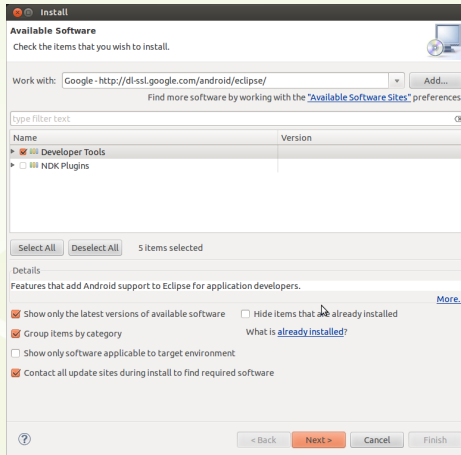 Install
Available Software
Check the items that you wish to install.
Work with: Google - http://dl-ssl.google.com/android/eclipse/ Add...
Find more software by working with the "Available Software Sites" preferences
type filter text
Name Version
Developer Tools
NDK Plugins
Select All Deselect All 5 items selected
Details
Features that add Android support to Eclipse for application developers.
More.
Show only the latest versions of available software Hide items that are already installed
Group items by category What is already installed?
Show only software applicable to target environment
Contact all update sites during install to find required software
? < Back Next > Cancel Finish